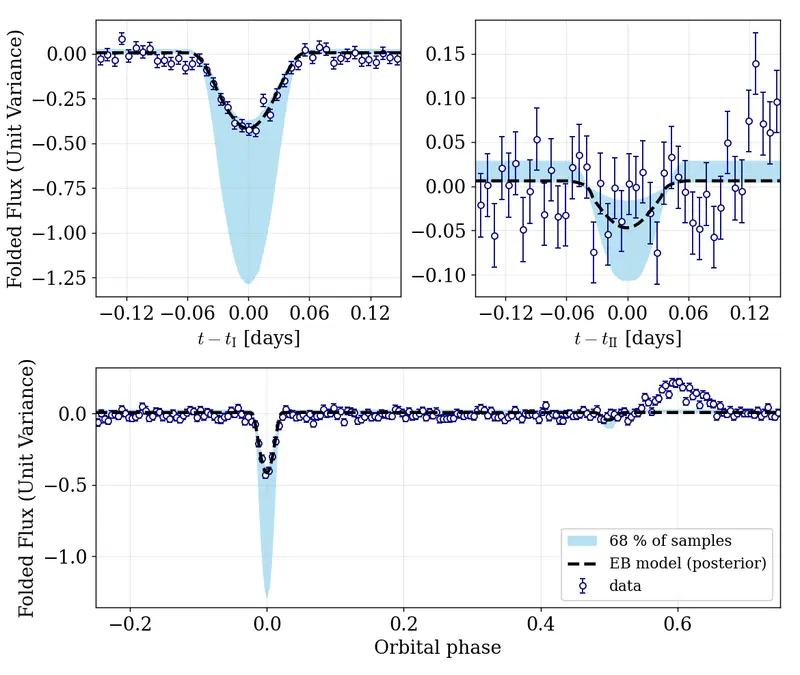 Folded Flux (Unit Variance)
0.00
−0.25
−0.50
−0.75
−1.00
−1.25
−0.12 −0.06 0.00 0.06 0.12
t − tI [days]
0.15
0.10
0.05
0.00
−0.05
−0.10
−0.12 −0.06 0.00 0.06 0.12
t − tII [days]
Folded Flux (Unit Variance)
0.0
−0.5
−1.0
−0.2 0.0 0.2 0.4 0.6
Orbital phase
68 % of samples
EB model (posterior)
data